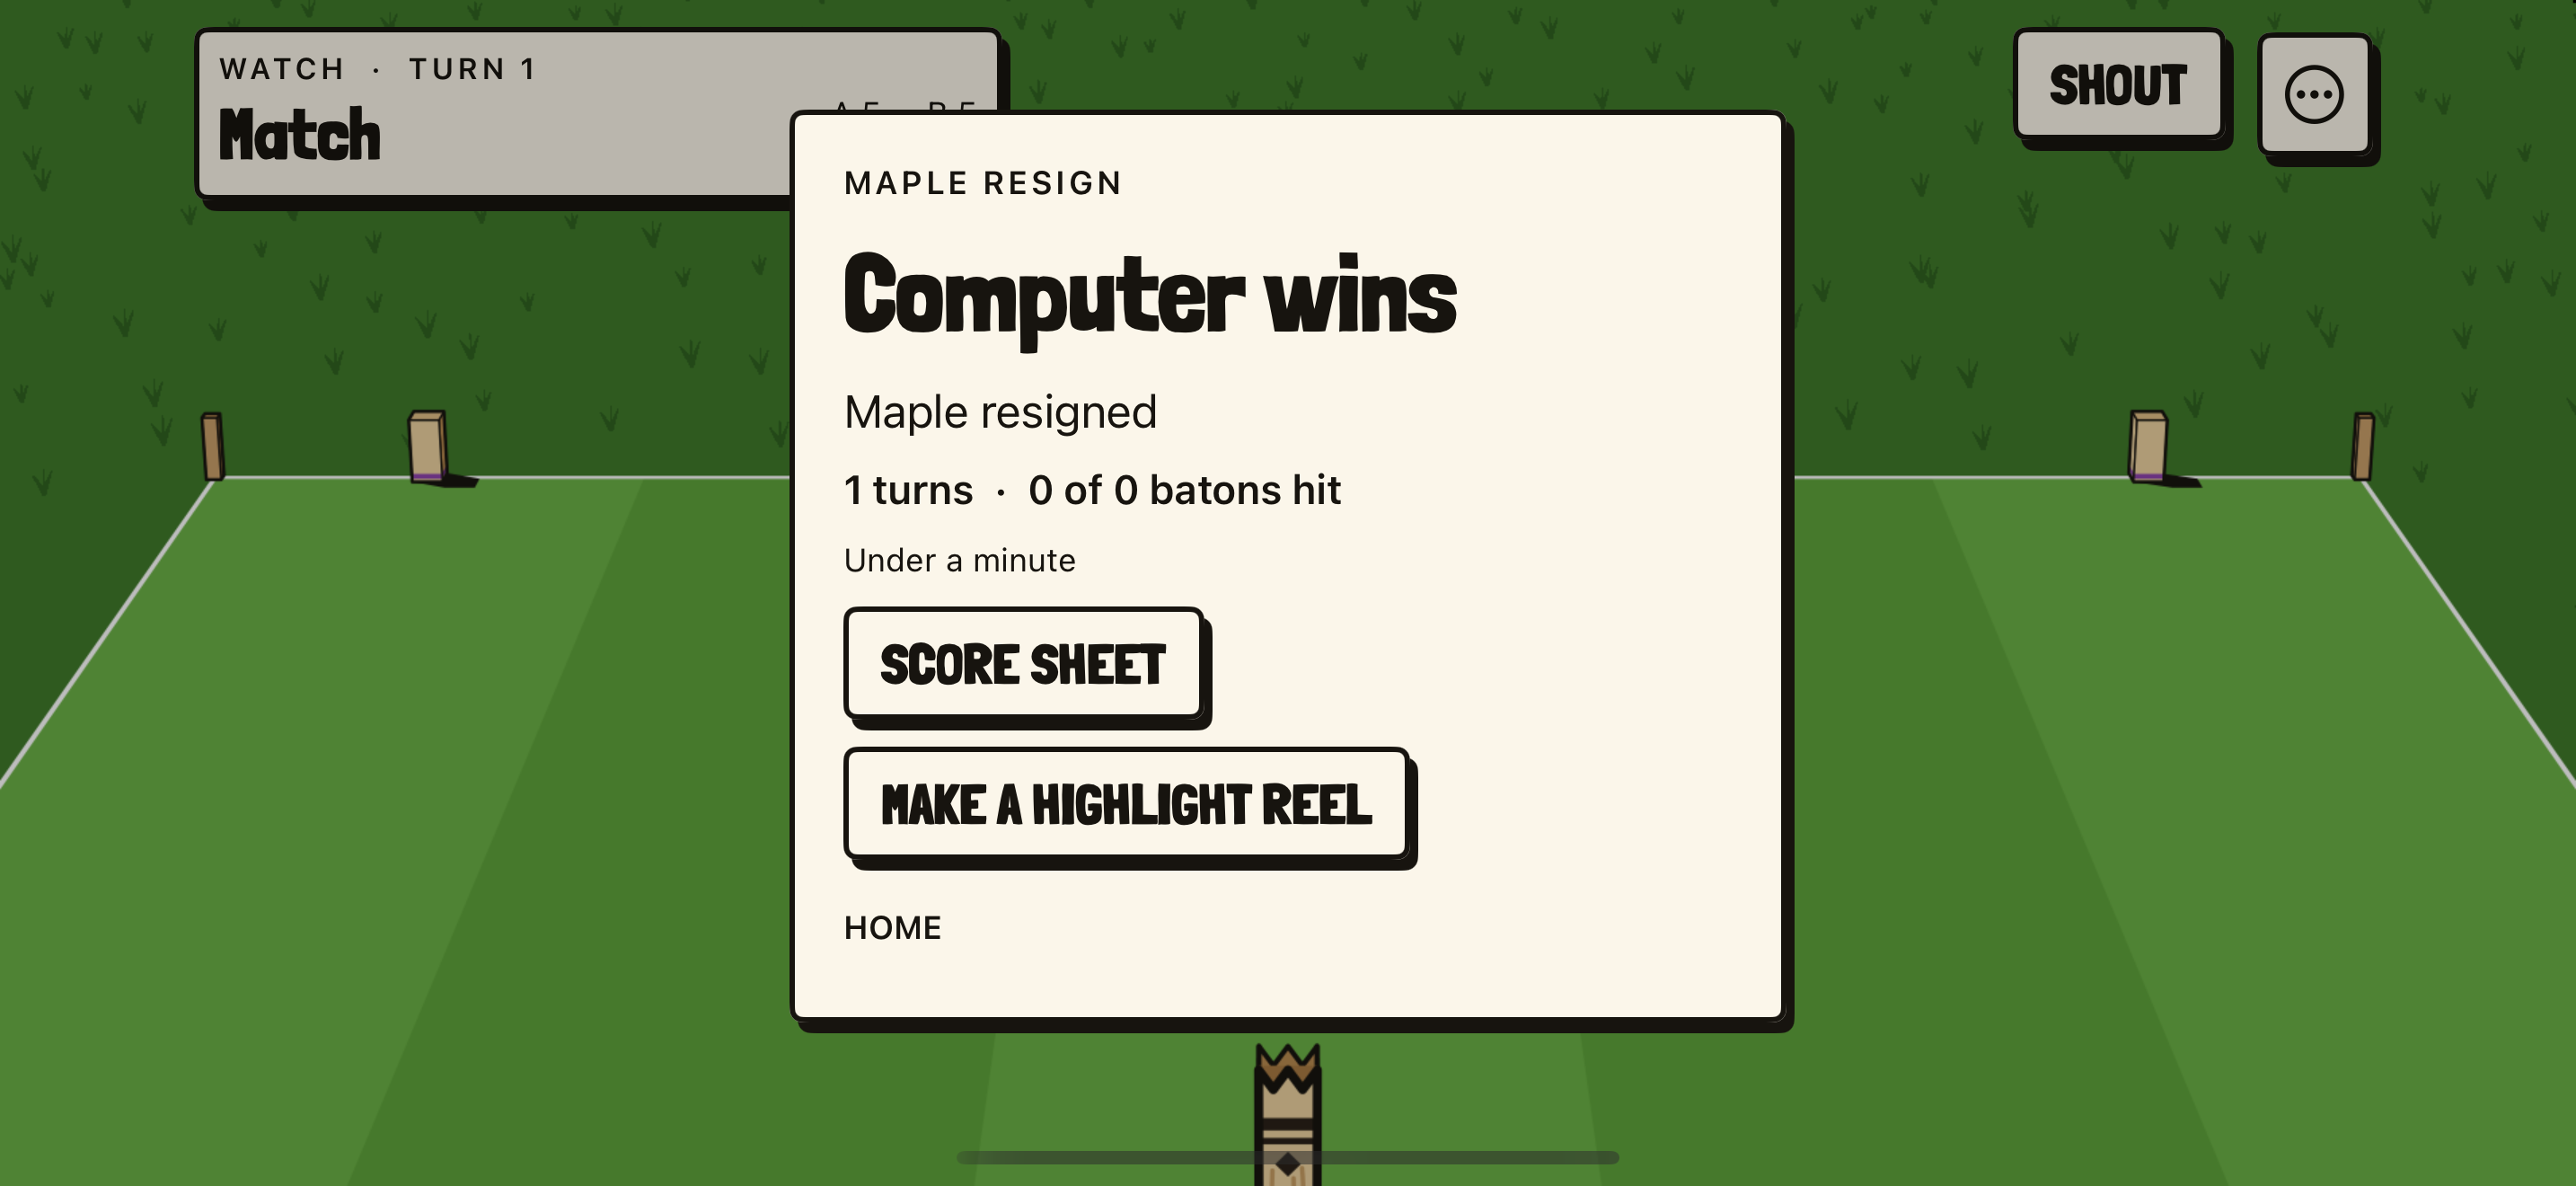 WATCH · TURN 1
Match
SHOUT
MAPLE RESIGN
Computer wins
Maple resigned
1 turns · 0 of 0 batons hit
Under a minute
SCORE SHEET
MAKE A HIGHLIGHT REEL
HOME